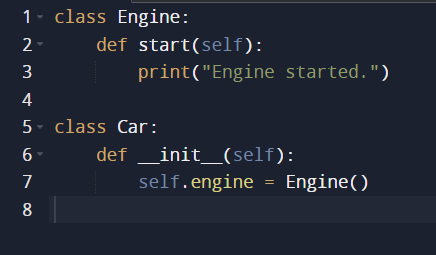 1 class Engine:
2     def start(self):
3         print("Engine started.")
4
5 class Car:
6     def __init__(self):
7         self.engine = Engine()
8